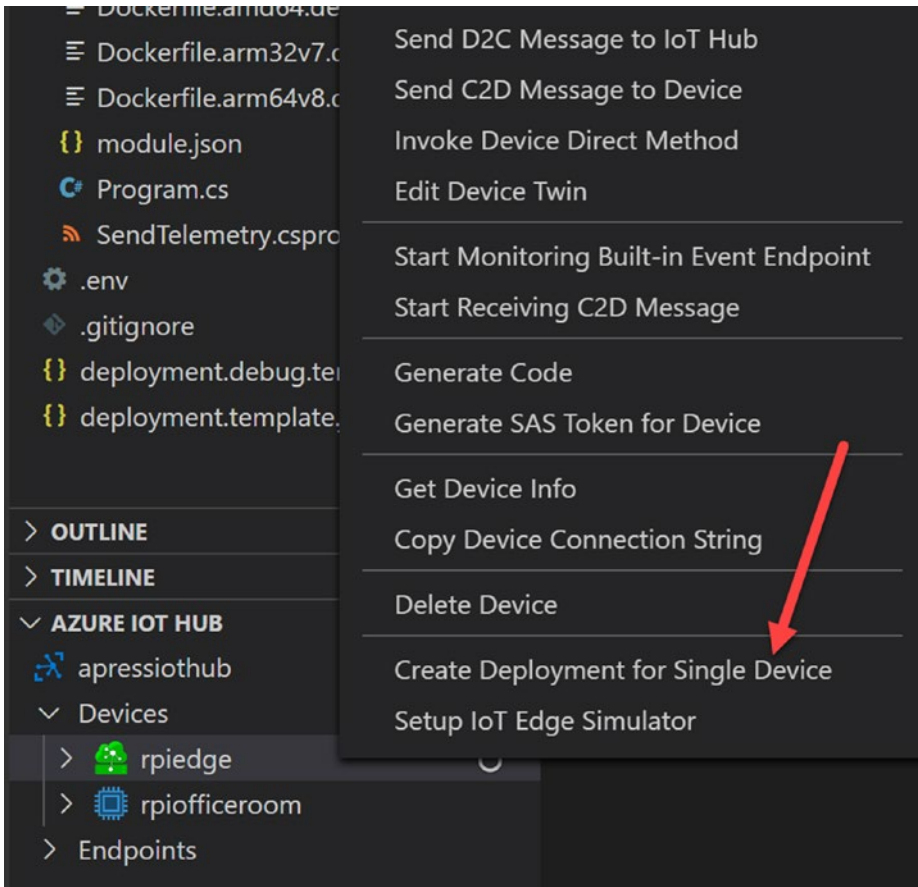 Dockerfile.amd64.de
Dockerfile.arm32v7.c
Dockerfile.arm64v8.c
{} module.json
C# Program.cs
SendTelemetry.cspro
.env
.gitignore
{} deployment.debug.te
{} deployment.template.
OUTLINE
TIMELINE
AZURE IOT HUB
apressiothub
Devices
rpiedge
rpiofficeroom
Endpoints
Send D2C Message to IoT Hub
Send C2D Message to Device
Invoke Device Direct Method
Edit Device Twin
Start Monitoring Built-in Event Endpoint
Start Receiving C2D Message
Generate Code
Generate SAS Token for Device
Get Device Info
Copy Device Connection String
Delete Device
Create Deployment for Single Device
Setup IoT Edge Simulator